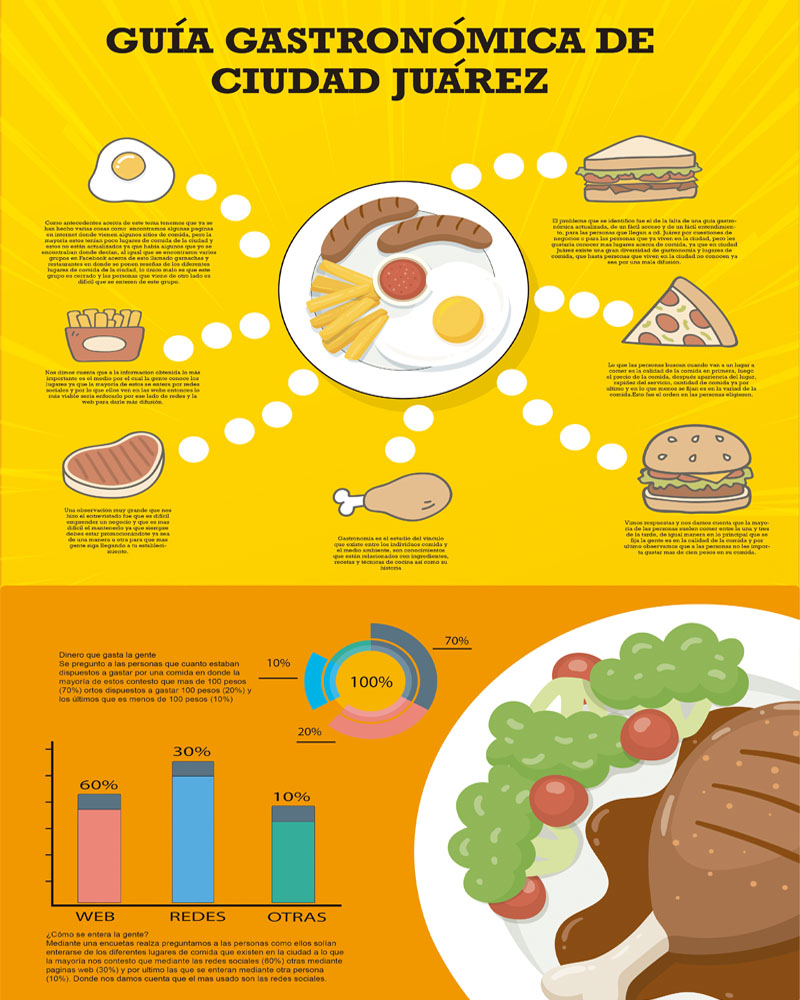 GUÍA GASTRONÓMICA DE
CIUDAD JUÁREZ
Como antecedentes acerca de este tema tenemos que ya se
han hecho varias cosas como encontramos algunas paginas
en internet donde vienen algunos sitios de comida, pero la
mayoria estos tenían poco lugares de comida de la ciudad y
estos no están actualizados ya que había algunos que ya se
encontraban donde decían, al igual que se encontraron varios
grupos en Facebook acerca de esto llamado garnachas y
restaurantes en donde se ponen reseñas de los diferentes
lugares de comida de la ciudad, lo único malo es que este
grupo es cerrado y las personas que viene de otro lado es
difícil que se enteren de este grupo.
El problema que se identifico fue el de la falta de una guía gastro-
nómica actualizada, de un fácil acceso y de un fácil entendimien-
to, para las personas que llegan a cd. Juárez por cuestiones de
negocios o para los personas que ya viven en la ciudad, pero les
gustaria conocer mas lugares acerca de comida, ya que en ciudad
Juárez existe una gran diversidad de gastronomía y lugares de
comida, que hasta personas que viven en la ciudad no conocen ya
sea por una mala difusión.
Nos dimos cuenta que a la informacion obtenida lo más
importante es el medio por el cual la gente conoce los
lugares ya que la mayoría de estos se entera por redes
sociales y por lo que ellos ven en las web entonces lo
más viable seria enfocarlo por ese lado de redes y la
web para darle más difusión.
Lo que las personas buscan cuando van a un lugar a
comer es la calidad de la comida en primera, luego
el precio de la comida, después apariencia del lugar,
rapidez del servicio, cantidad de comida ya por
ultimo y en lo que menos se fijan es en la variad de la
comida.Esto fue el orden en las personas eligieron.
Una observación muy grande que nos
hizo el entrevistado fue que es difícil
emprender un negocio y que es mas
difícil el mantenerlo ya que siempre
debes estar promocionándote ya sea
de una manera u otra para que mas
gente siga llegando a tu estableci-
miento.
Gastronomía es el estudio del vínculo
que existe entre los individuos comida y
el medio ambiente, son conocimientos
que están relacionados con ingredientes,
recetas y técnicas de cocina así como su
historia
Vimos respuestas y nos damos cuenta que la mayo-
ria de las personas suelen comer entre la una y tres
de la tarde, de igual manera en lo principal que se
fija la gente es en la calidad de la comida y por
ultimo observamos que a las personas no les impor-
ta gastar mas de cien pesos en su comida.
Dinero que gasta la gente
Se pregunto a las personas que cuanto estaban
dispuestos a gastar por una comida en donde la
mayoría de estos contesto que mas de 100 pesos
(70%) ortos dispuestos a gastar 100 pesos (20%) y
los últimos que es menos de 100 pesos (10%)
70%
10%
100%
20%
60%
30%
10%
WEB
REDES
OTRAS
¿Cómo se entera la gente?
Mediante una encuetas realza preguntamos a las personas como ellos solían
enterarse de los diferentes lugares de comida que existen en la ciudad a lo que
la mayoría nos contesto que mediante las redes sociales (60%) otras mediante
paginas web (30%) y por ultimo las que se enteran mediante otra persona
(10%). Donde nos damos cuenta que el mas usado son las redes sociales.